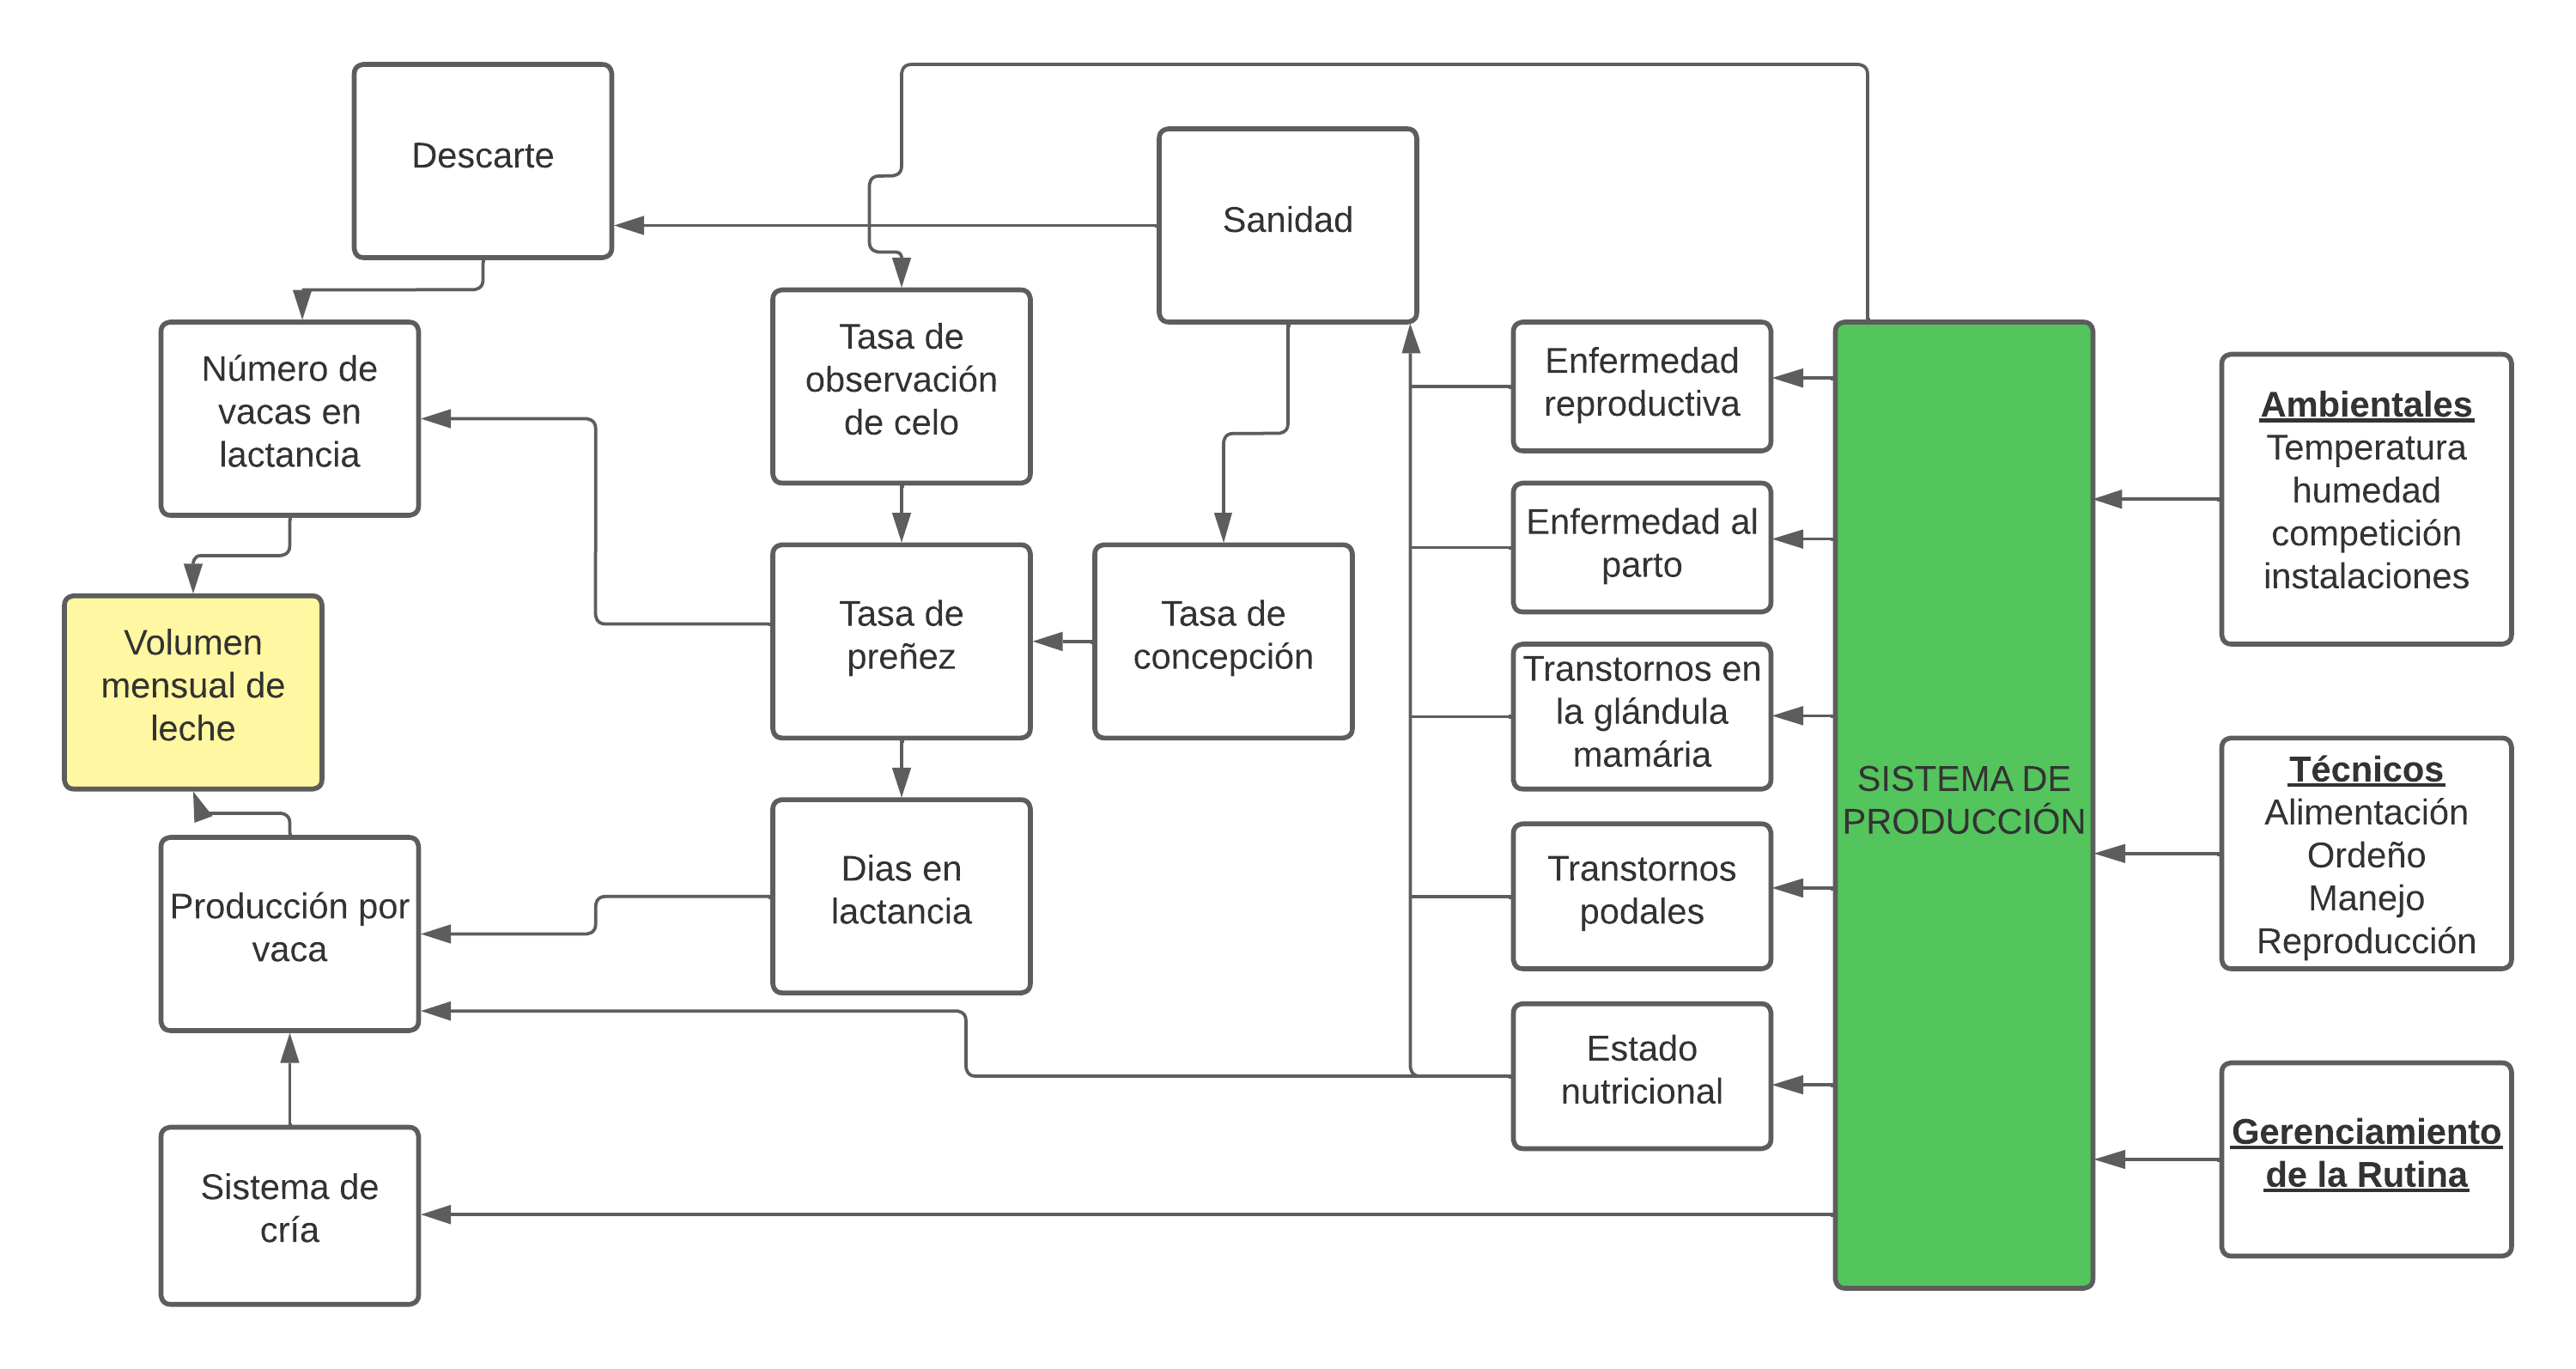 Descarte
Sanidad
Tasa de
observación
de celo
Número de
vacas en
lactancia
Enfermedad
reproductiva
Ambientales
Temperatura
humedad
competición
instalaciones
Enfermedad al
parto
Volumen
mensual de
leche
Tasa de
preñez
Tasa de
concepción
Transtornos en
la glándula
mamária
SISTEMA DE
PRODUCCIÓN
Técnicos
Alimentación
Ordeño
Manejo
Reproducción
Producción por
vaca
Dias en
lactancia
Transtornos
podales
Estado
nutricional
Gerenciamiento
de la Rutina
Sistema de
cría